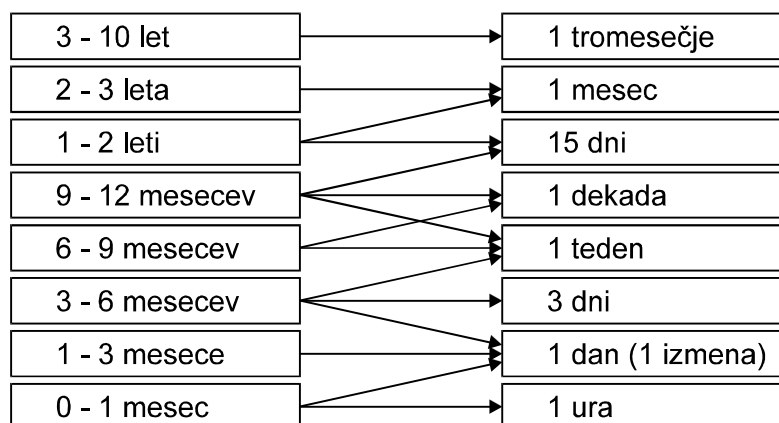 3 - 10 let
1 tromesečje
2 - 3 leta
1 mesec
1 - 2 leti
15 dni
9 - 12 mesecev
1 dekada
6 - 9 mesecev
1 teden
3 - 6 mesecev
3 dni
1 - 3 mesece
1 dan (1 izmena)
0 - 1 mesec
1 ura